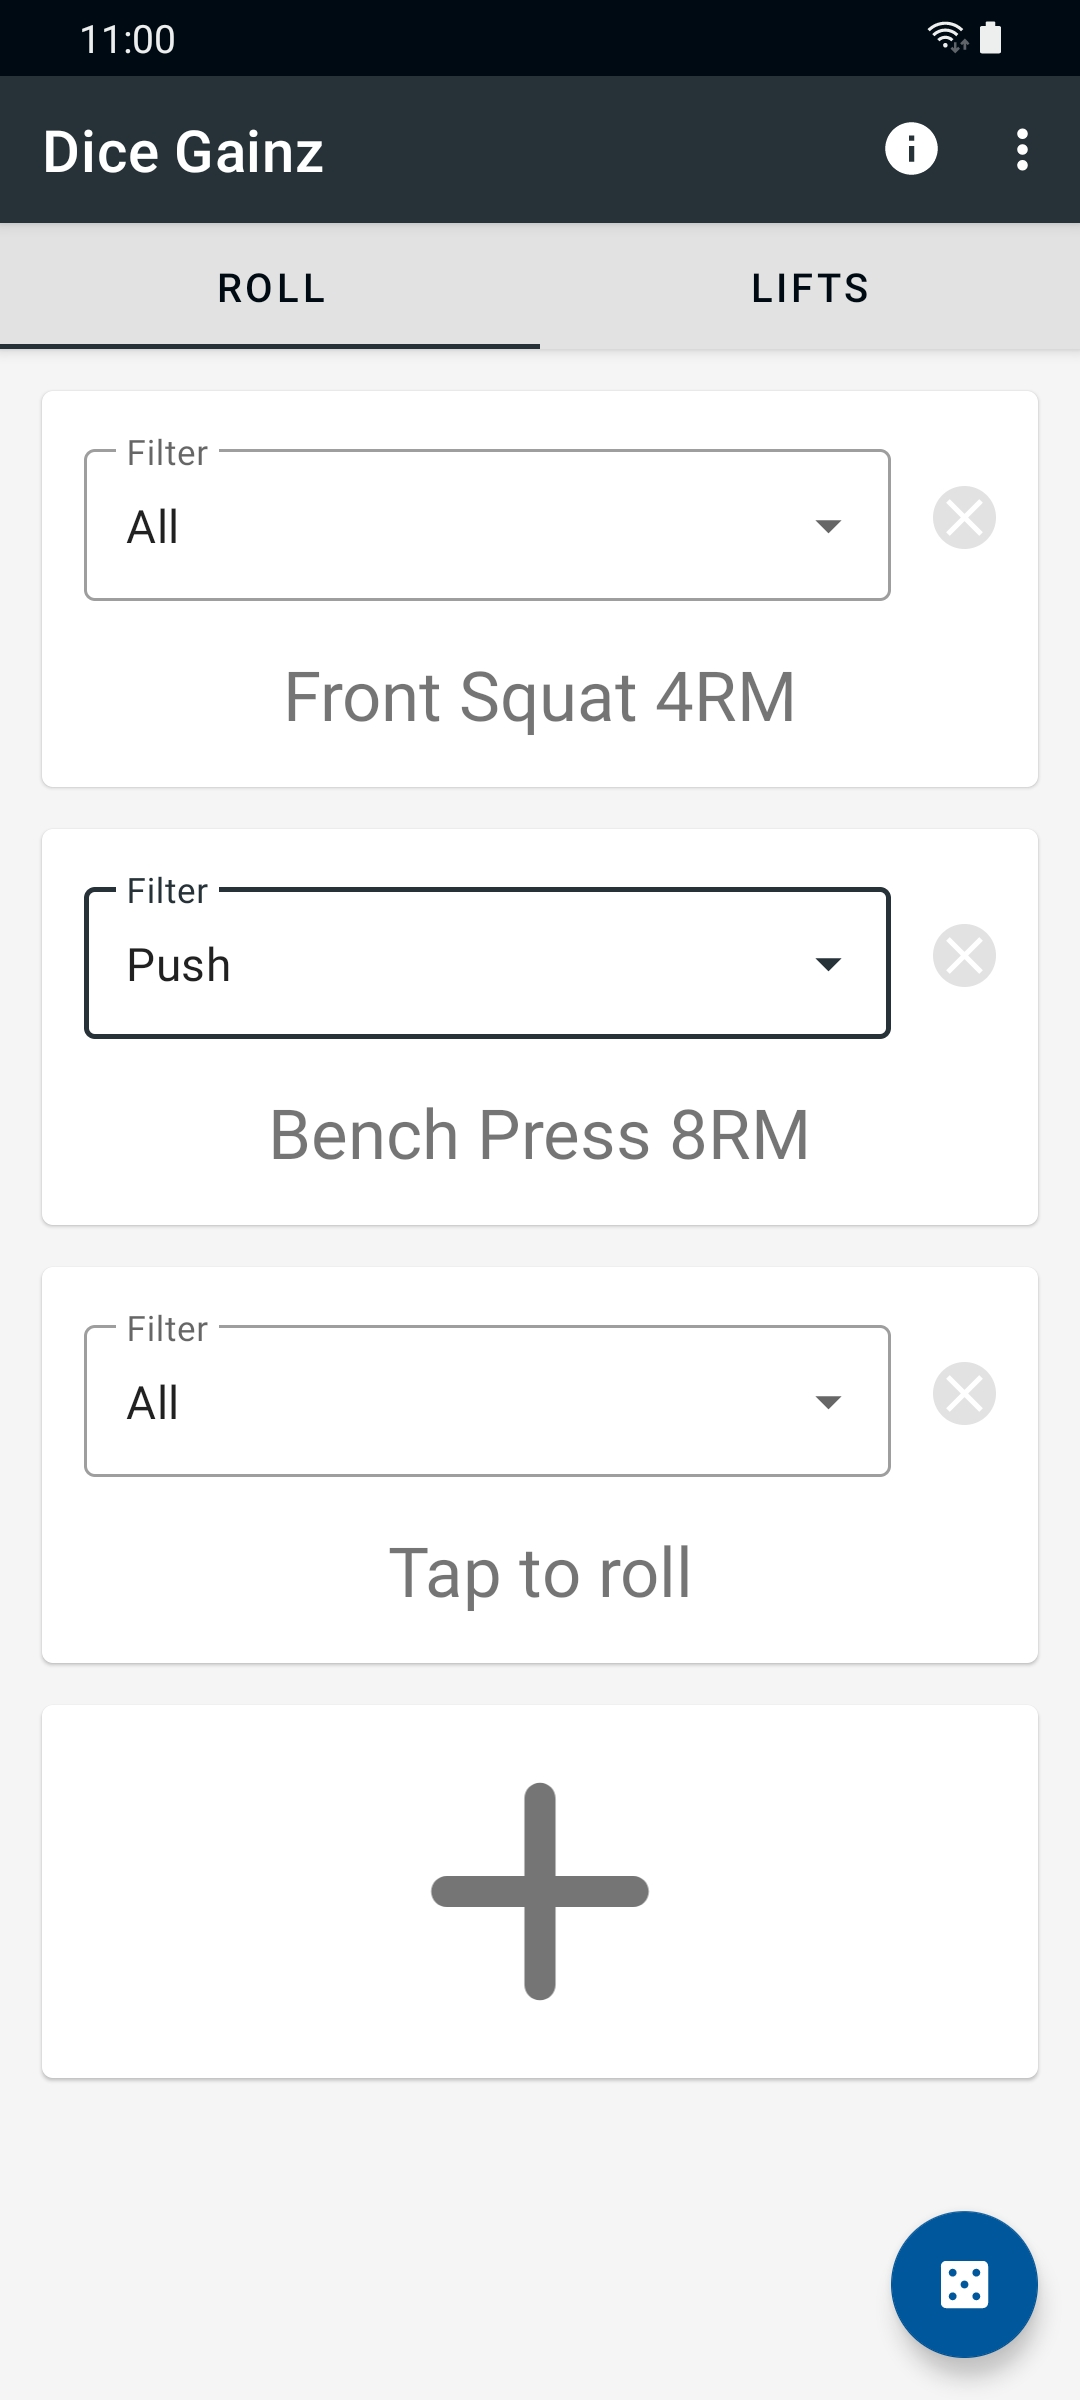 11:00
Dice Gainz
ROLL
LIFTS
Filter
All
Front Squat 4RM
Filter
Push
Bench Press 8RM
Filter
All
Tap to roll